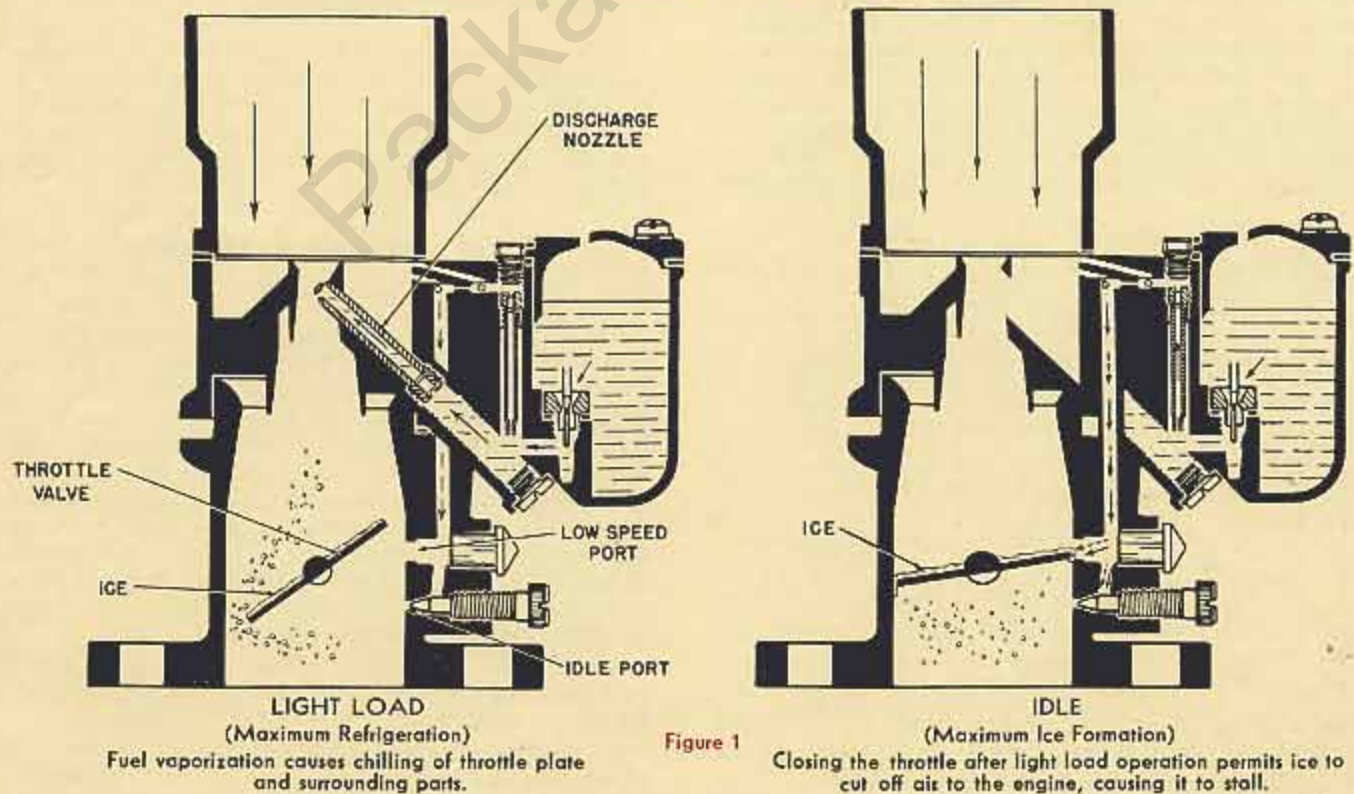 DISCHARGE
NOZZLE
THROTTLE
VALVE
ICE
LOW SPEED
PORT
IDLE PORT
LIGHT LOAD
(Maximum Refrigeration)
Fuel vaporization causes chilling of throttle plate
and surrounding parts.
Figure 1
ICE
IDLE
(Maximum Ice Formation)
Closing the throttle after light load operation permits ice to
cut off air to the engine, causing it to stall.
Packa